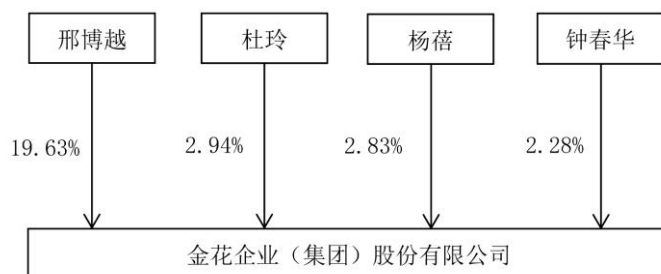 邢博越
杜玲
杨蓓
钟春华
19.63%
2.94%
2.83%
2.28%
金花企业（集团）股份有限公司